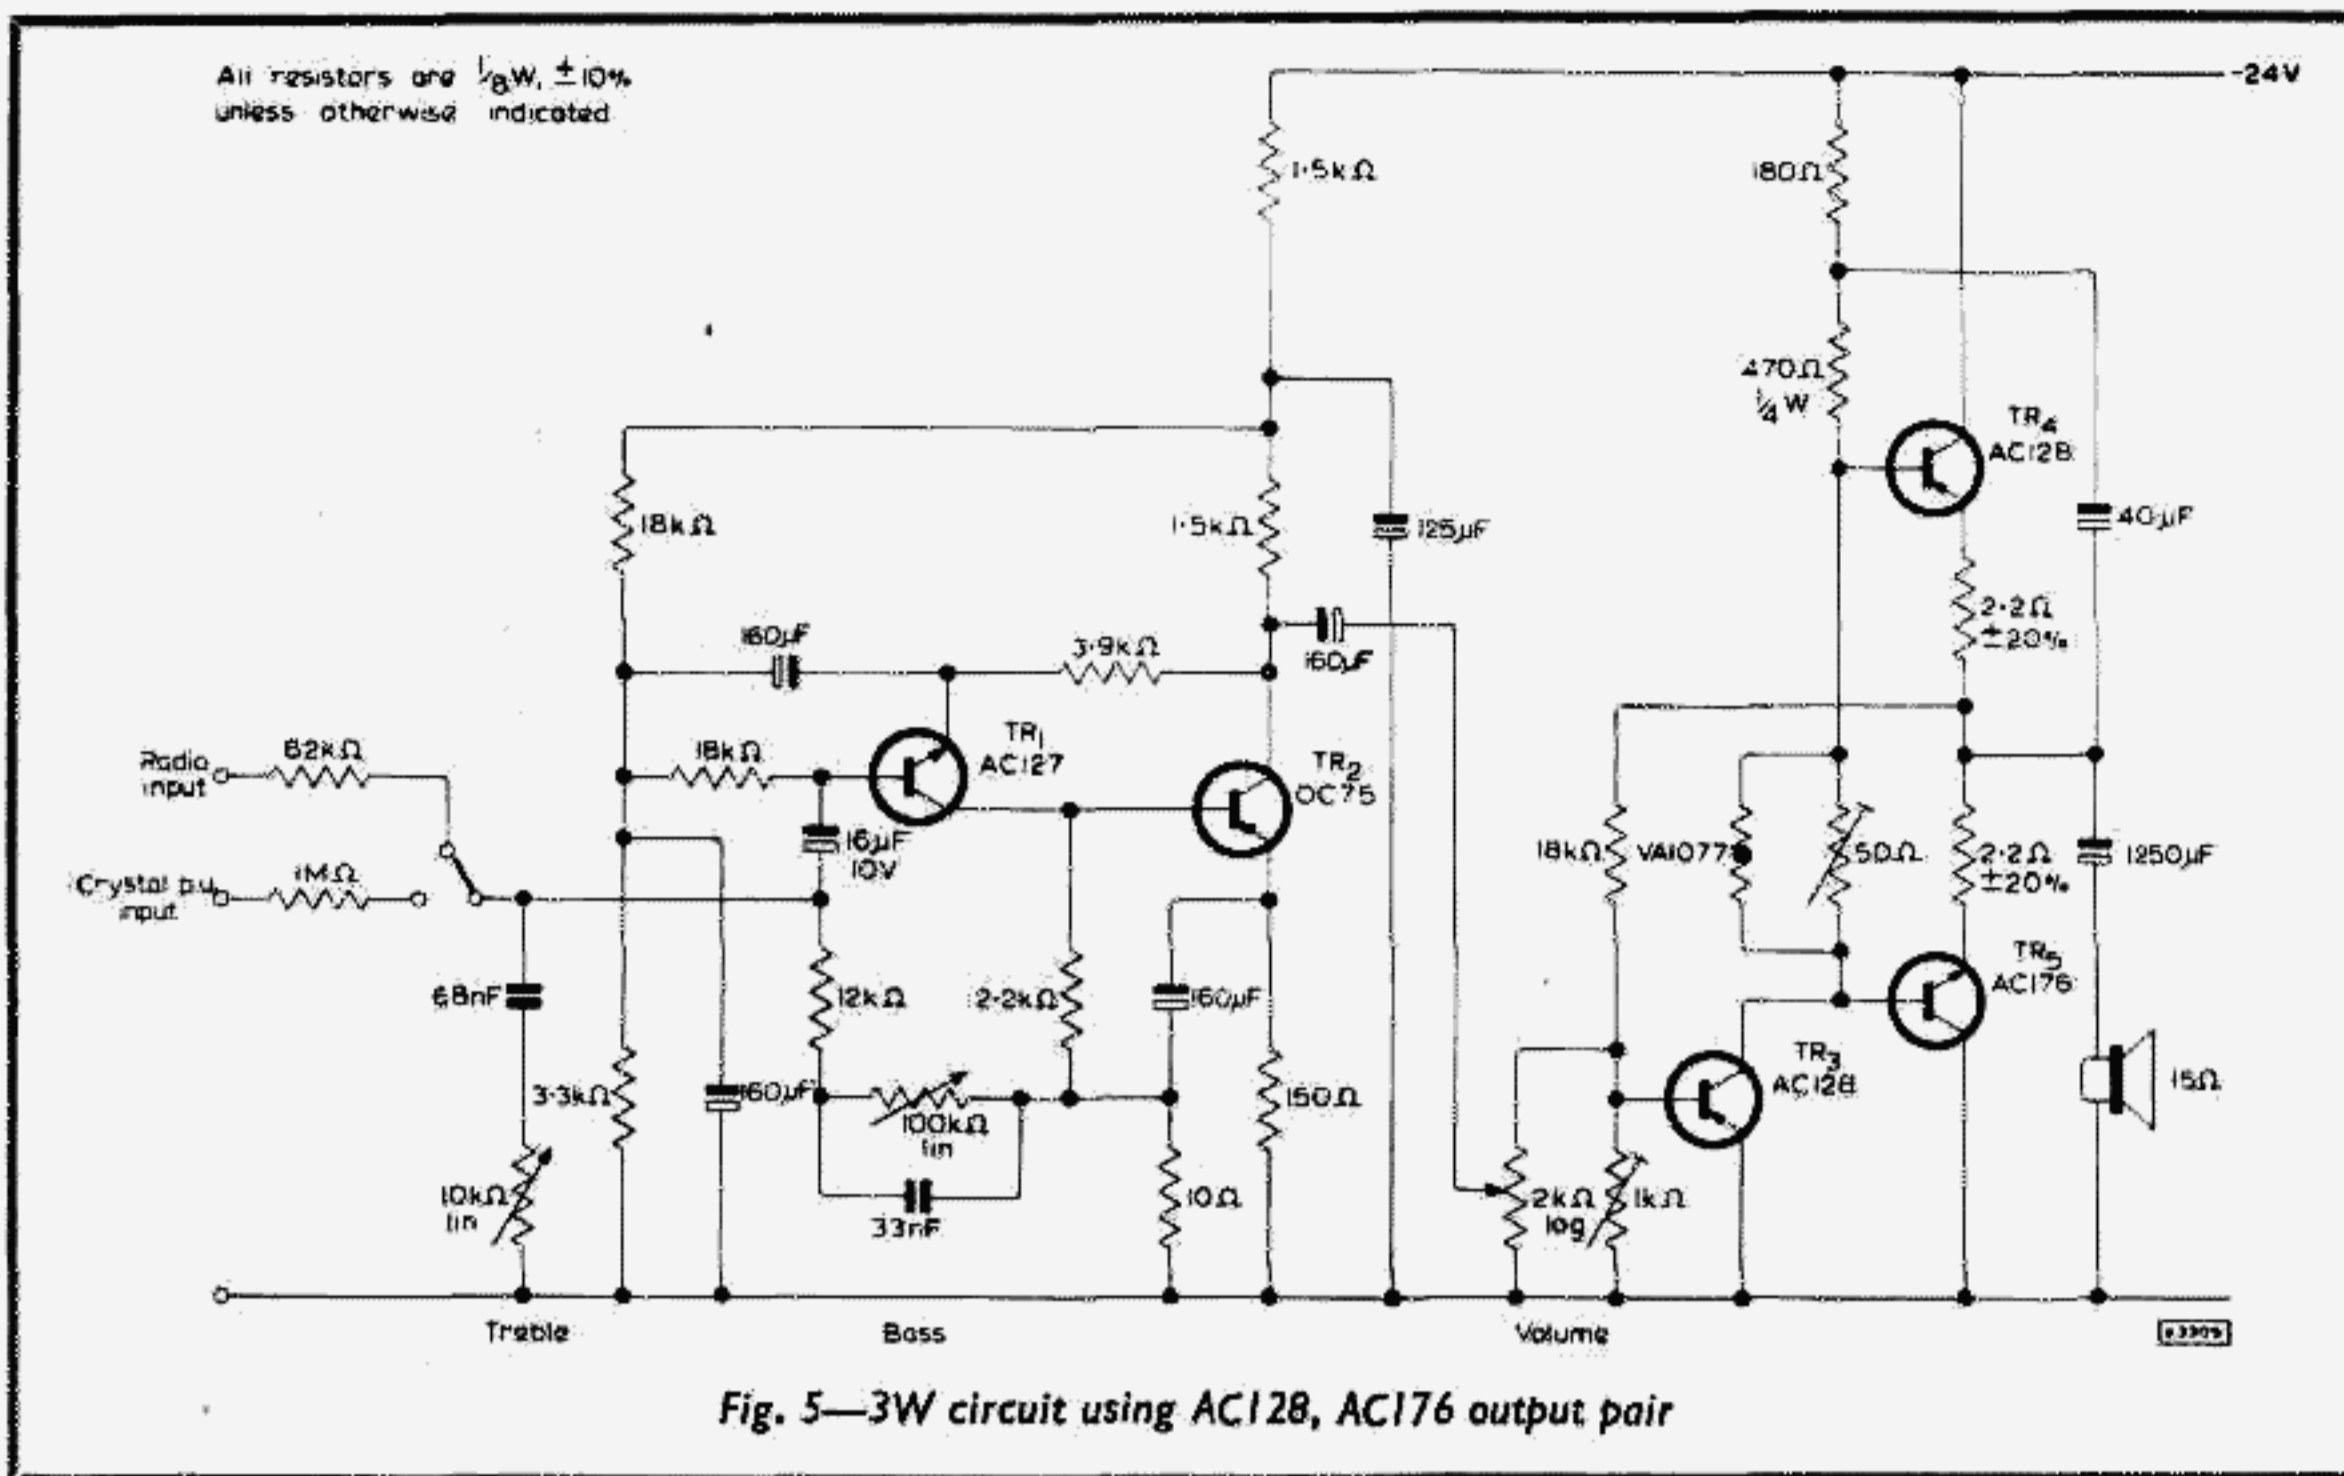 All resistors are 1/8W, ±10%
unless otherwise indicated
-24V
1·5kΩ
180Ω
470Ω
1/4 W
TR4
AC128
40µF
18kΩ
1·5kΩ
125µF
2·2Ω
±20%
160µF
3·9kΩ
160µF
Radio
input
82kΩ
18kΩ
TR1
AC127
TR2
OC75
16µF
10V
18kΩ
VA1077
50Ω
2·2Ω
±20%
1250µF
Crystal p.u.
input
1MΩ
68nF
12kΩ
2·2kΩ
160µF
TR5
AC176
3·3kΩ
160µF
100kΩ
lin
150Ω
TR3
AC128
15Ω
10kΩ
lin
33nF
10Ω
2kΩ
log
1kΩ
Treble
Bass
Volume
Fig. 5—3W circuit using AC128, AC176 output pair